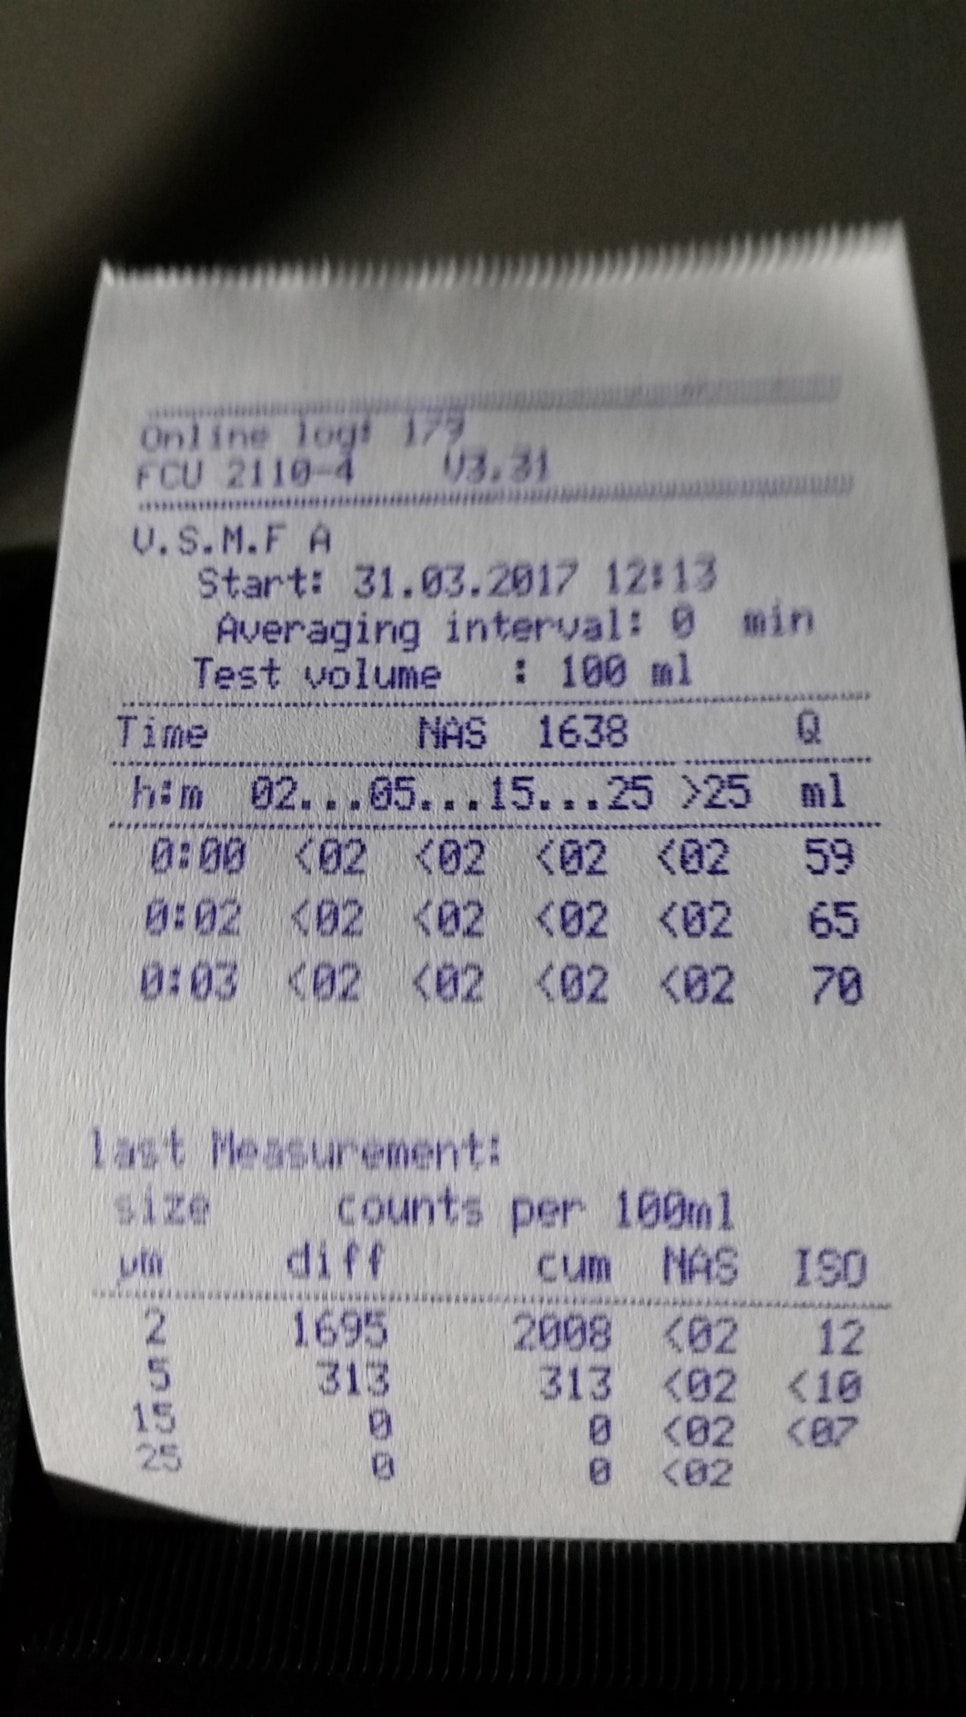 Online log: 179
FCU 2110-4 V3.31
V.S.M.F A
Start: 31.03.2017 12:13
Averaging interval: 0 min
Test volume : 100 ml
Time NAS 1638 Q
h:m 02...05...15...25 >25 ml
0:00 <02 <02 <02 <02 59
0:02 <02 <02 <02 <02 65
0:03 <02 <02 <02 <02 70
last Measurement:
size counts per 100ml
µm diff cum NAS ISO
2 1695 2008 <02 12
5 313 313 <02 <10
15 0 0 <02 <07
25 0 0 <02